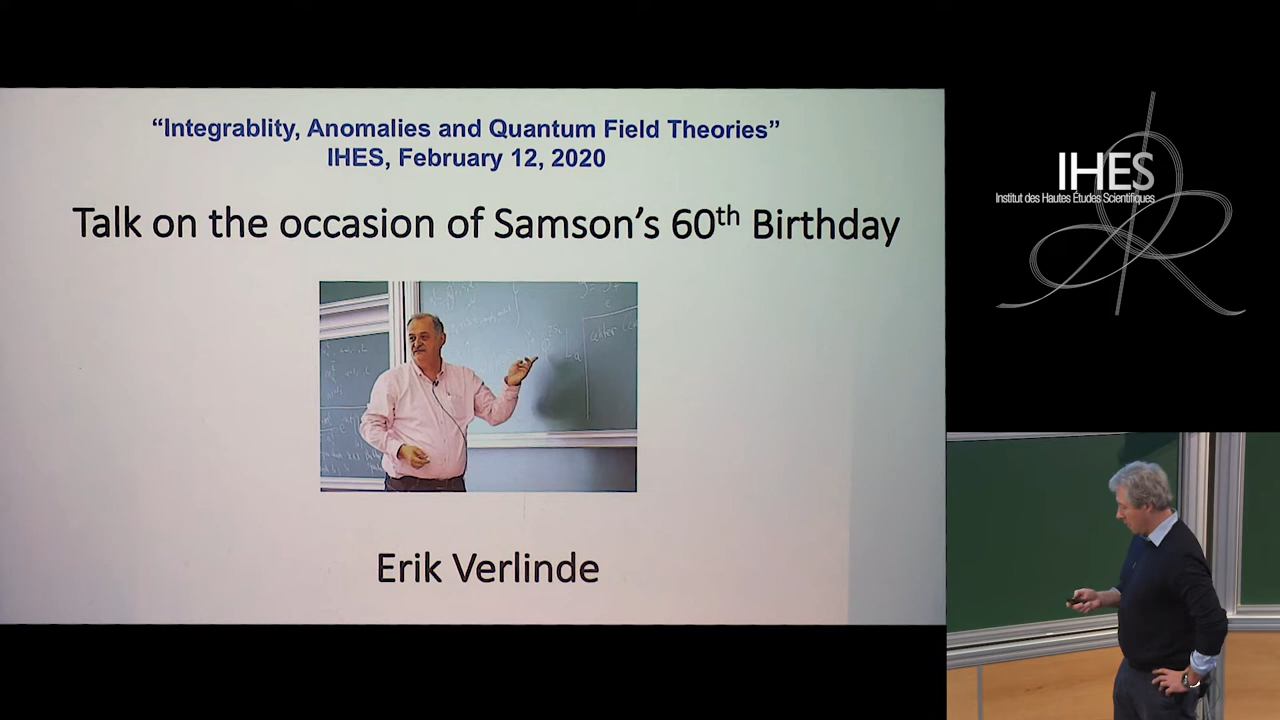 “Integrablity, Anomalies and Quantum Field Theories”
IHES, February 12, 2020
Talk on the occasion of Samson’s 60th Birthday
Erik Verlinde
IHES
Institut des Hautes Études Scientifiques